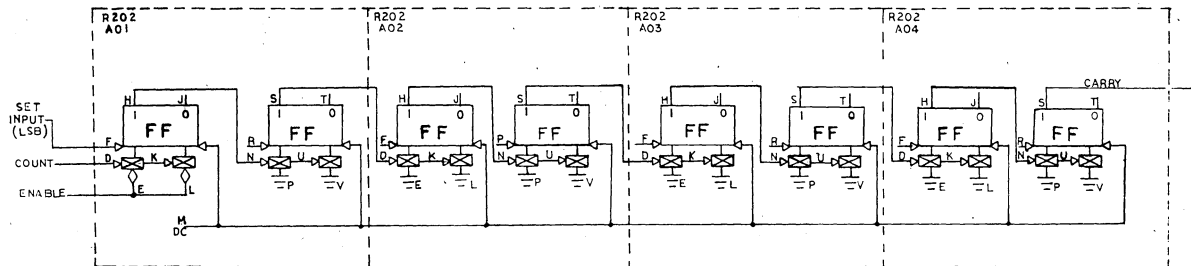 R202 R202 R202 R202
A01 A02 A03 A04
H J S T H J S T H J S T H J S T
CARRY
1 0 1 0 1 0 1 0 1 0 1 0 1 0 1 0
SET
INPUT
(LSB)
FF FF FF FF FF FF FF FF
F R F P F R F R
COUNT D K N U D K N U D K N U D K N U
ENABLE E L P V E L P V E L P V E L P V
M
DC